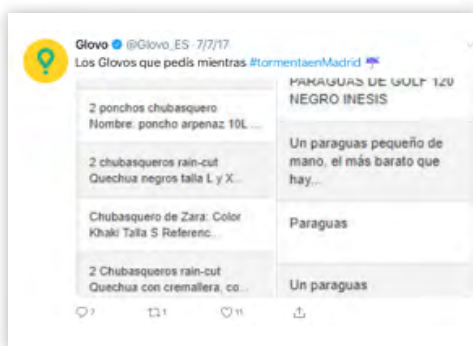 Glovo @Glovo_ES · 7/7/17
Los Glovos que pedís mientras #tormentaenMadrid ☔
2 ponchos chubasquero
Nombre: poncho arpenaz 10L ...
2 chubasqueros rain-cut
Quechua negros talla L y X...
Chubasquero de Zara: Color
Khaki Talla S Referenc...
2 Chubasqueros rain-cut
Quechua con cremallera, co...
PARAGUAS DE GOLF 120
NEGRO INESIS
Un paraguas pequeño de
mano, el más barato que
hay...
Paraguas
Un paraguas
7 1 11